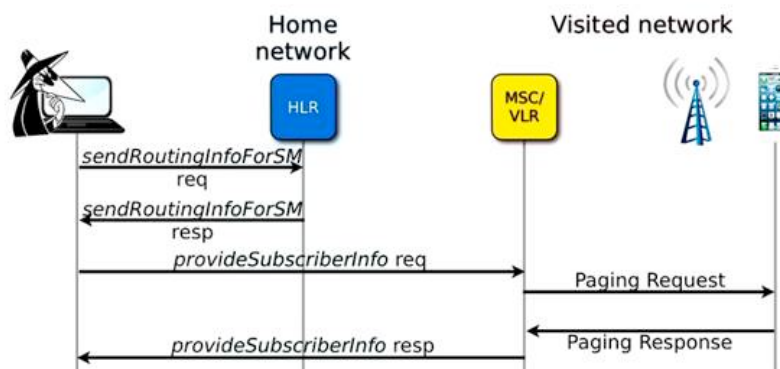 Home
network
Visited network
HLR
MSC/
VLR
sendRoutingInfoForSM
req
sendRoutingInfoForSM
resp
provideSubscriberInfo req
Paging Request
Paging Response
provideSubscriberInfo resp